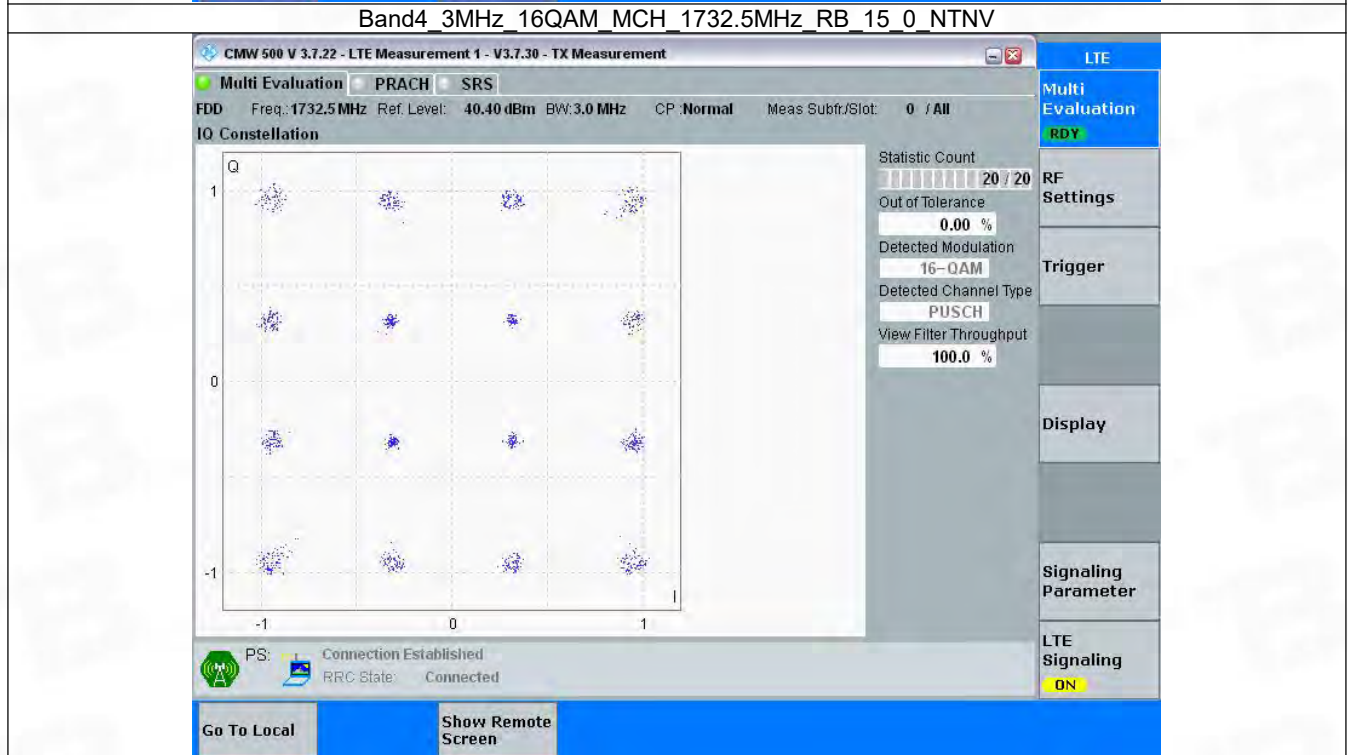 Band4_3MHz_16QAM_MCH_1732.5MHz_RB_15_0_NTNV
CMW 500 V 3.7.22 - LTE Measurement 1 - V3.7.30 - TX Measurement
LTE
Multi Evaluation PRACH SRS
Multi
Evaluation
RDY
FDD Freq.: 1732.5 MHz Ref. Level: 40.40 dBm BW: 3.0 MHz CP :Normal Meas Subfr./Slot: 0 / All
IQ Constellation
Q
1
0
-1
I
-1 0 1
Statistic Count
20 / 20
Out of Tolerance
0.00 %
Detected Modulation
16-QAM
Detected Channel Type
PUSCH
View Filter Throughput
100.0 %
RF
Settings
Trigger
Display
Signaling
Parameter
LTE
Signaling
ON
PS: Connection Established
RRC State: Connected
Go To Local
Show Remote
Screen